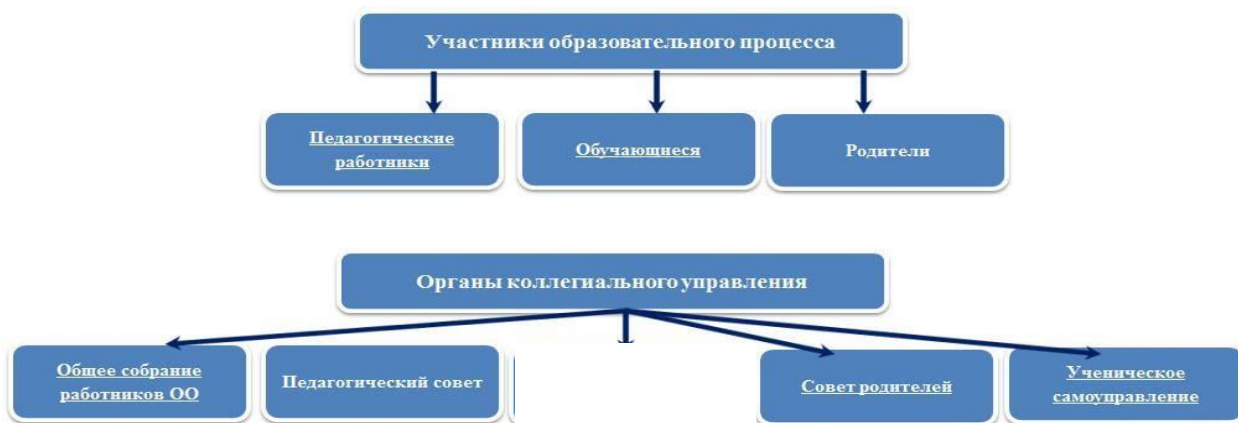 Участники образовательного процесса
Педагогические
работники
Обучающиеся
Родители
Органы коллегиального управления
Общее собрание
работников ОО
Педагогический совет
Совет родителей
Ученическое
самоуправление